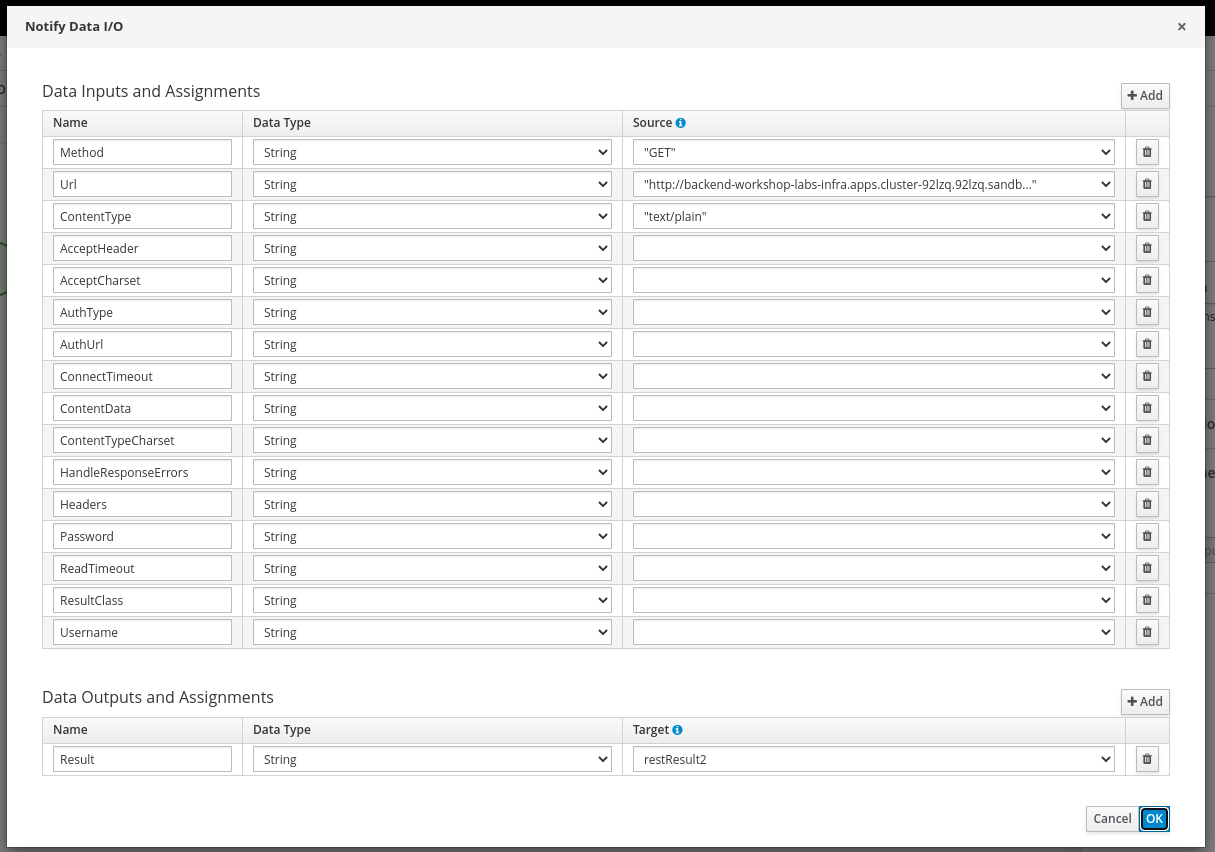 Notify Data I/O ×
Data Inputs and Assignments
+ Add
Name Data Type Source
Method String "GET"
Url String "http://backend-workshop-labs-infra.apps.cluster-92lzq.92lzq.sandb..."
ContentType String "text/plain"
AcceptHeader String
AcceptCharset String
AuthType String
AuthUrl String
ConnectTimeout String
ContentData String
ContentTypeCharset String
HandleResponseErrors String
Headers String
Password String
ReadTimeout String
ResultClass String
Username String
Data Outputs and Assignments
+ Add
Name Data Type Target
Result String restResult2
Cancel OK